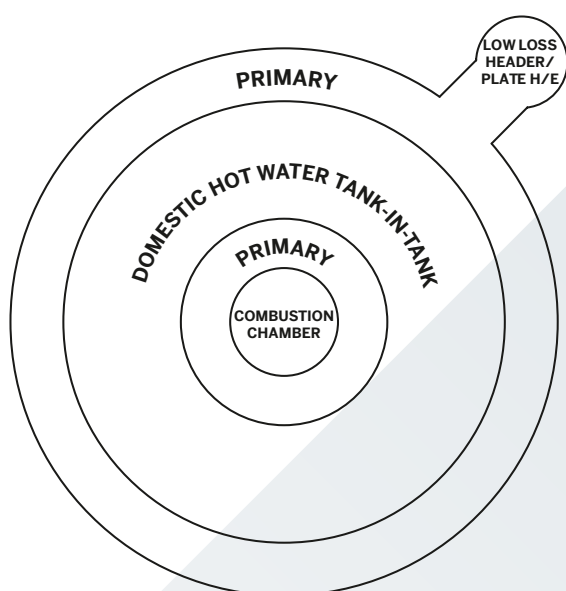 LOW LOSS
HEADER/
PLATE H/E
PRIMARY
DOMESTIC HOT WATER TANK-IN-TANK
PRIMARY
COMBUSTION
CHAMBER